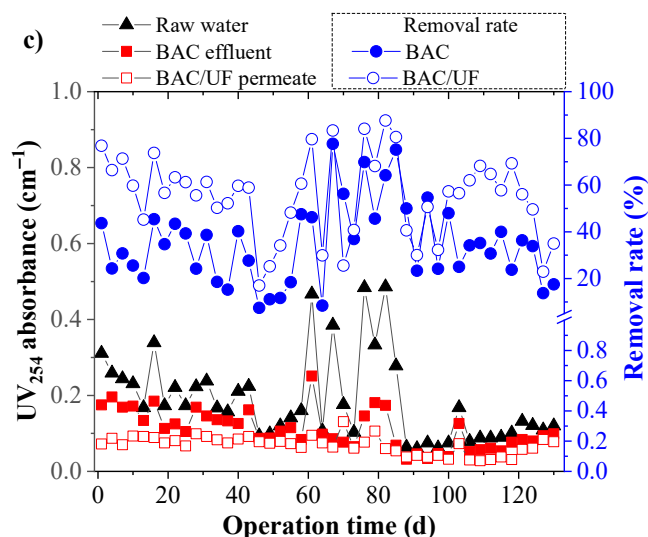 c)
Raw water
BAC effluent
BAC/UF permeate
Removal rate
BAC
BAC/UF
1.0
0.8
0.6
0.4
0.2
0.0
UV254 absorbance (cm−1)
100
80
60
40
20
0.8
0.6
0.4
0.2
0.0
Removal rate (%)
0 20 40 60 80 100 120
Operation time (d)